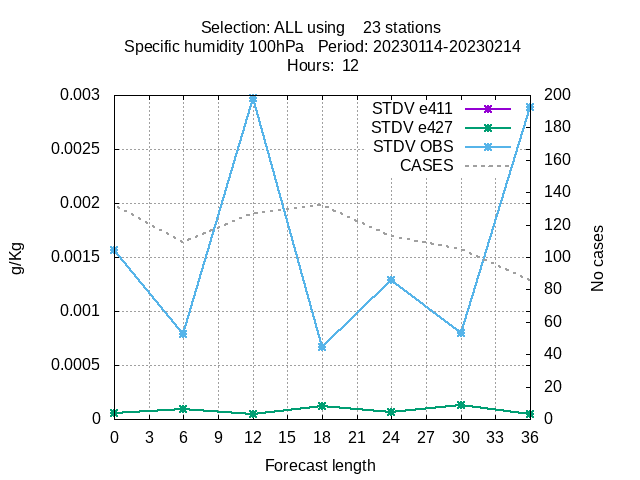 Selection: ALL using    23 stations
Specific humidity 100hPa   Period: 20230114-20230214
Hours:  12
0.003
0.0025
0.002
0.0015
0.001
0.0005
0
200
180
160
140
120
100
80
60
40
20
0
STDV e411
STDV e427
STDV OBS
CASES
g/Kg
No cases
0 3 6 9 12 15 18 21 24 27 30 33 36
Forecast length